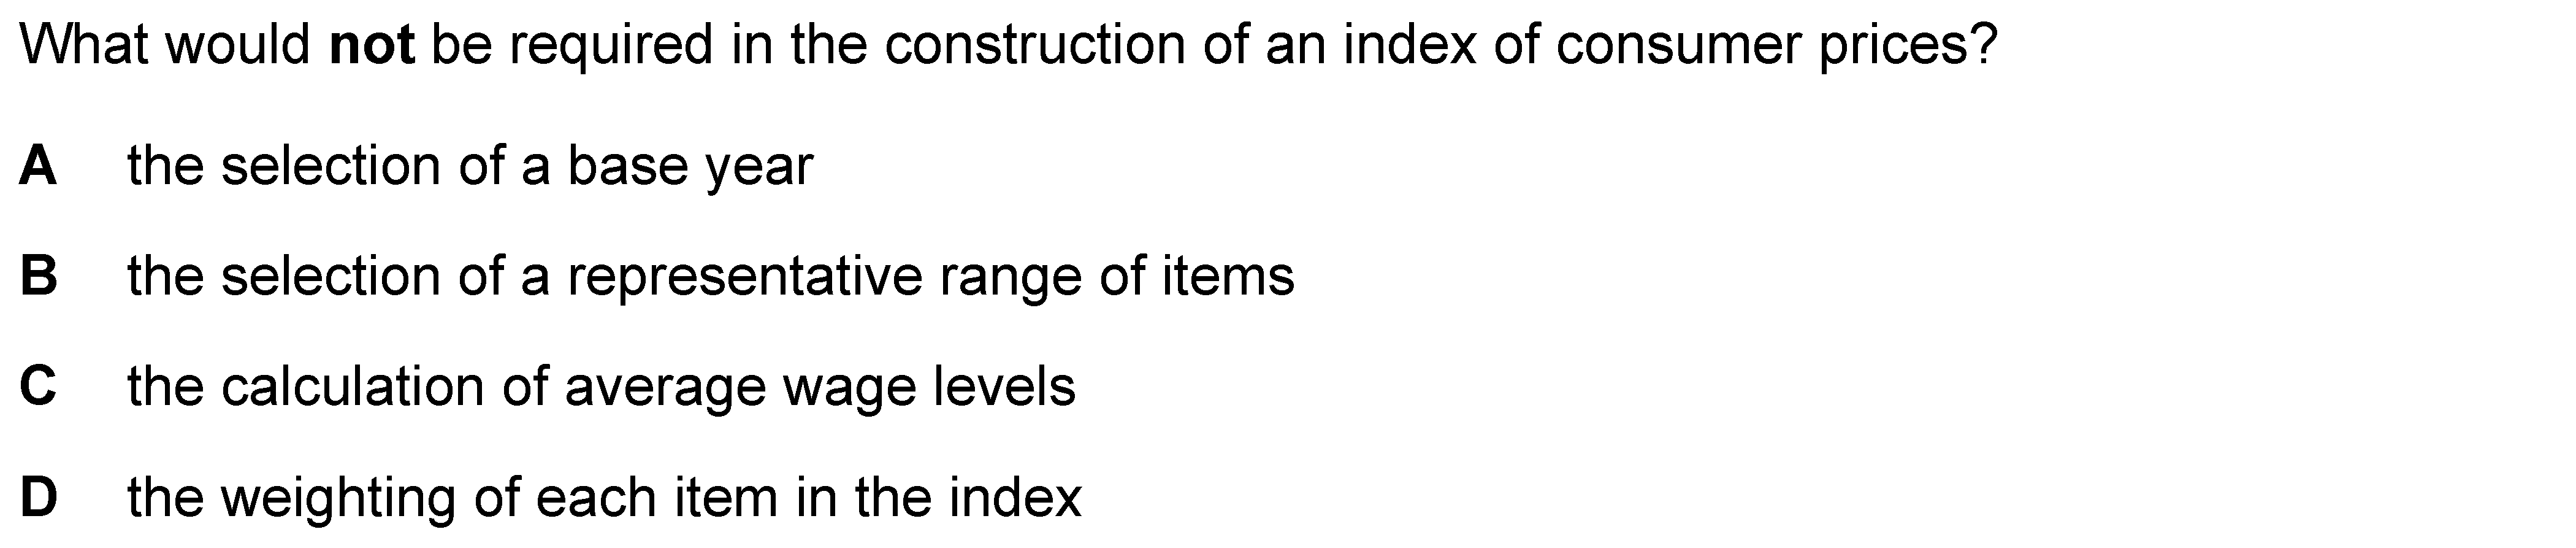 What would not be required in the construction of an index of consumer prices?
A the selection of a base year
B the selection of a representative range of items
C the calculation of average wage levels
D the weighting of each item in the index